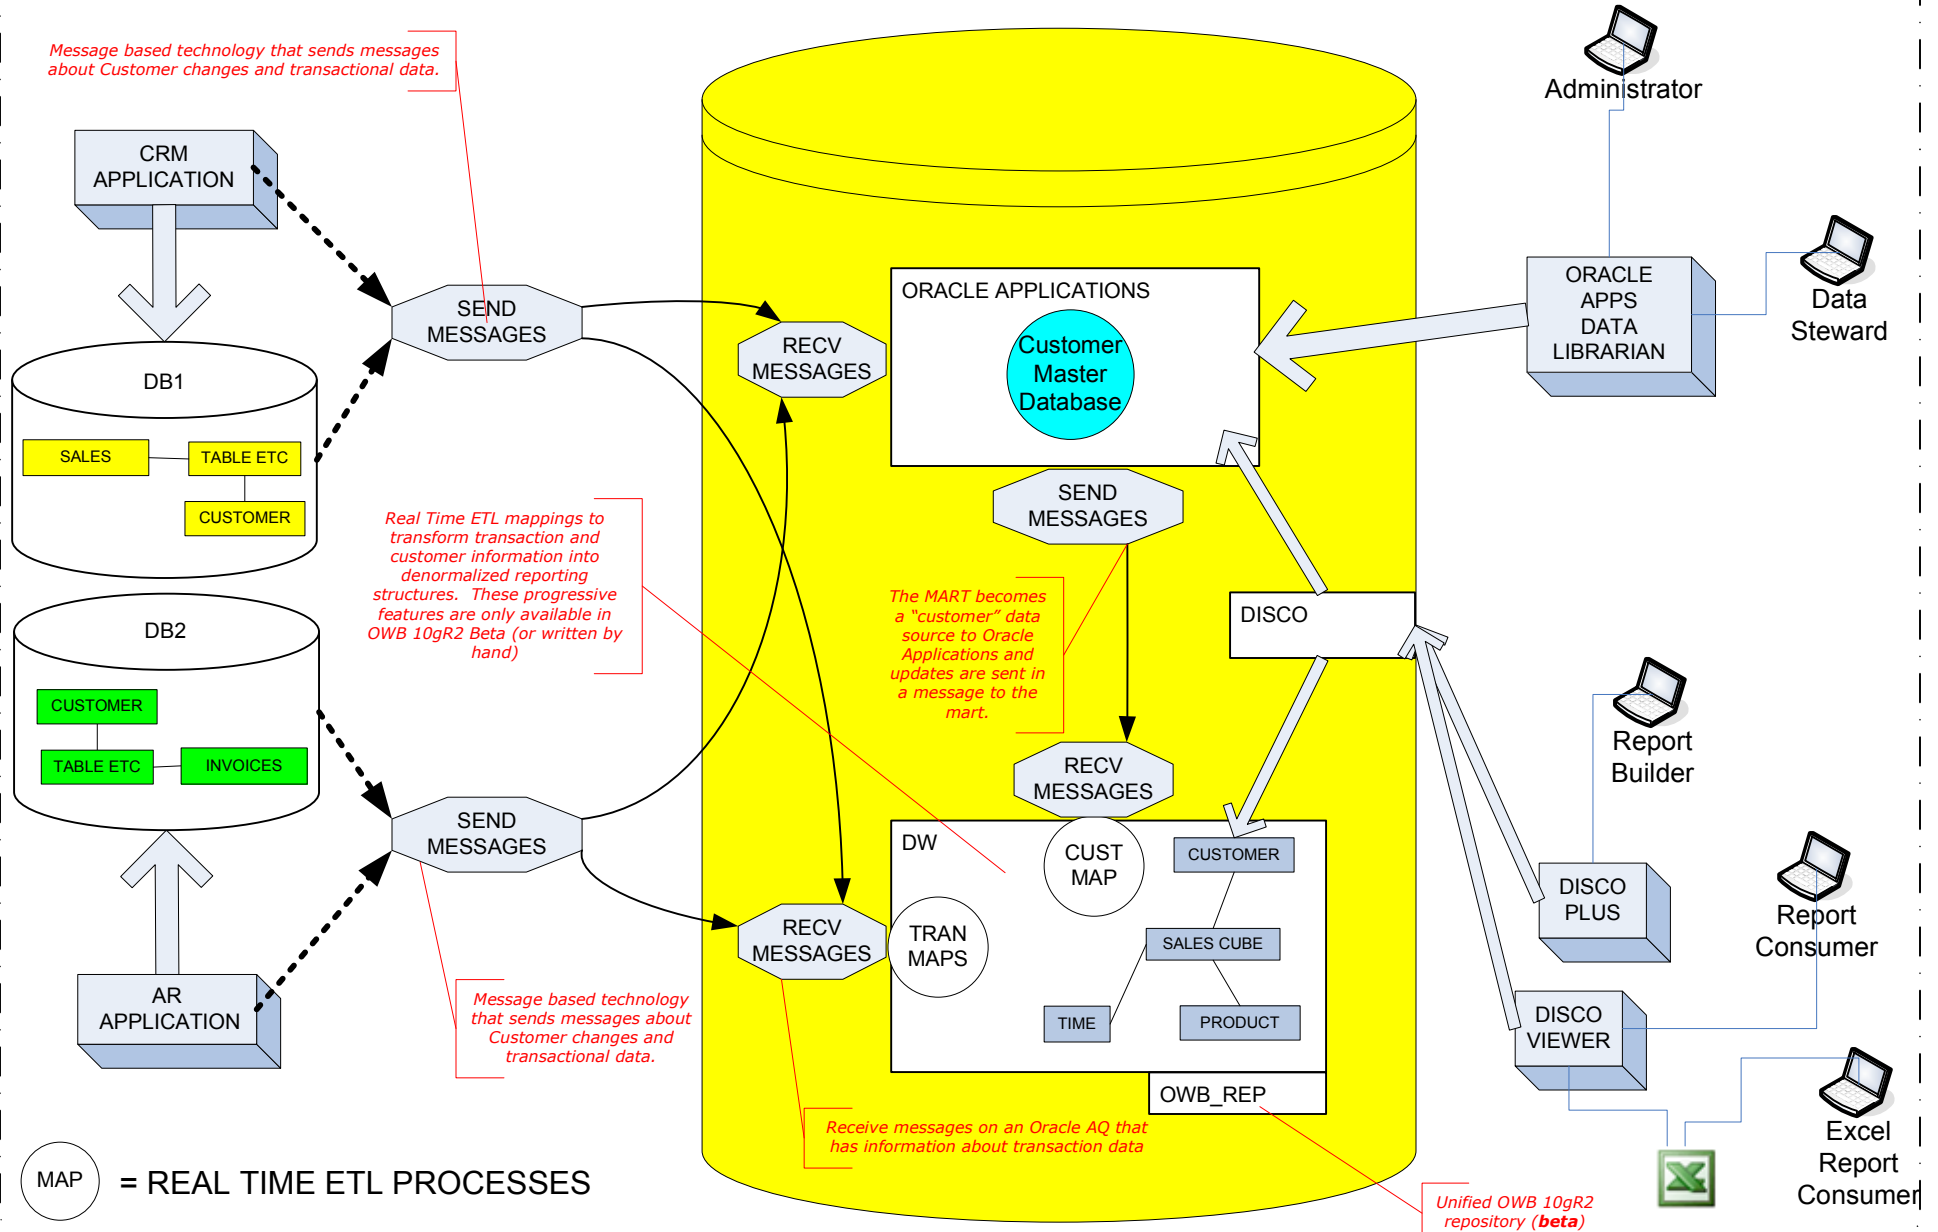 Message based technology that sends messages
about Customer changes and transactional data.
CRM
APPLICATION
DB1
SALES
TABLE ETC
CUSTOMER
SEND
MESSAGES
Real Time ETL mappings to
transform transaction and
customer information into
denormalized reporting
structures. These progressive
features are only available in
OWB 10gR2 Beta (or written by
hand)
DB2
CUSTOMER
TABLE ETC
INVOICES
SEND
MESSAGES
AR
APPLICATION
Message based technology
that sends messages about
Customer changes and
transactional data.
MAP
= REAL TIME ETL PROCESSES
RECV
MESSAGES
ORACLE APPLICATIONS
Customer
Master
Database
SEND
MESSAGES
The MART becomes
a "customer" data
source to Oracle
Applications and
updates are sent in
a message to the
mart.
RECV
MESSAGES
DISCO
DW
CUST
MAP
CUSTOMER
RECV
MESSAGES
TRAN
MAPS
SALES CUBE
TIME
PRODUCT
OWB_REP
Receive messages on an Oracle AQ that
has information about transaction data
Unified OWB 10gR2
repository (beta)
Administrator
ORACLE
APPS
DATA
LIBRARIAN
Data
Steward
Report
Builder
DISCO
PLUS
Report
Consumer
DISCO
VIEWER
Excel
Report
Consumer